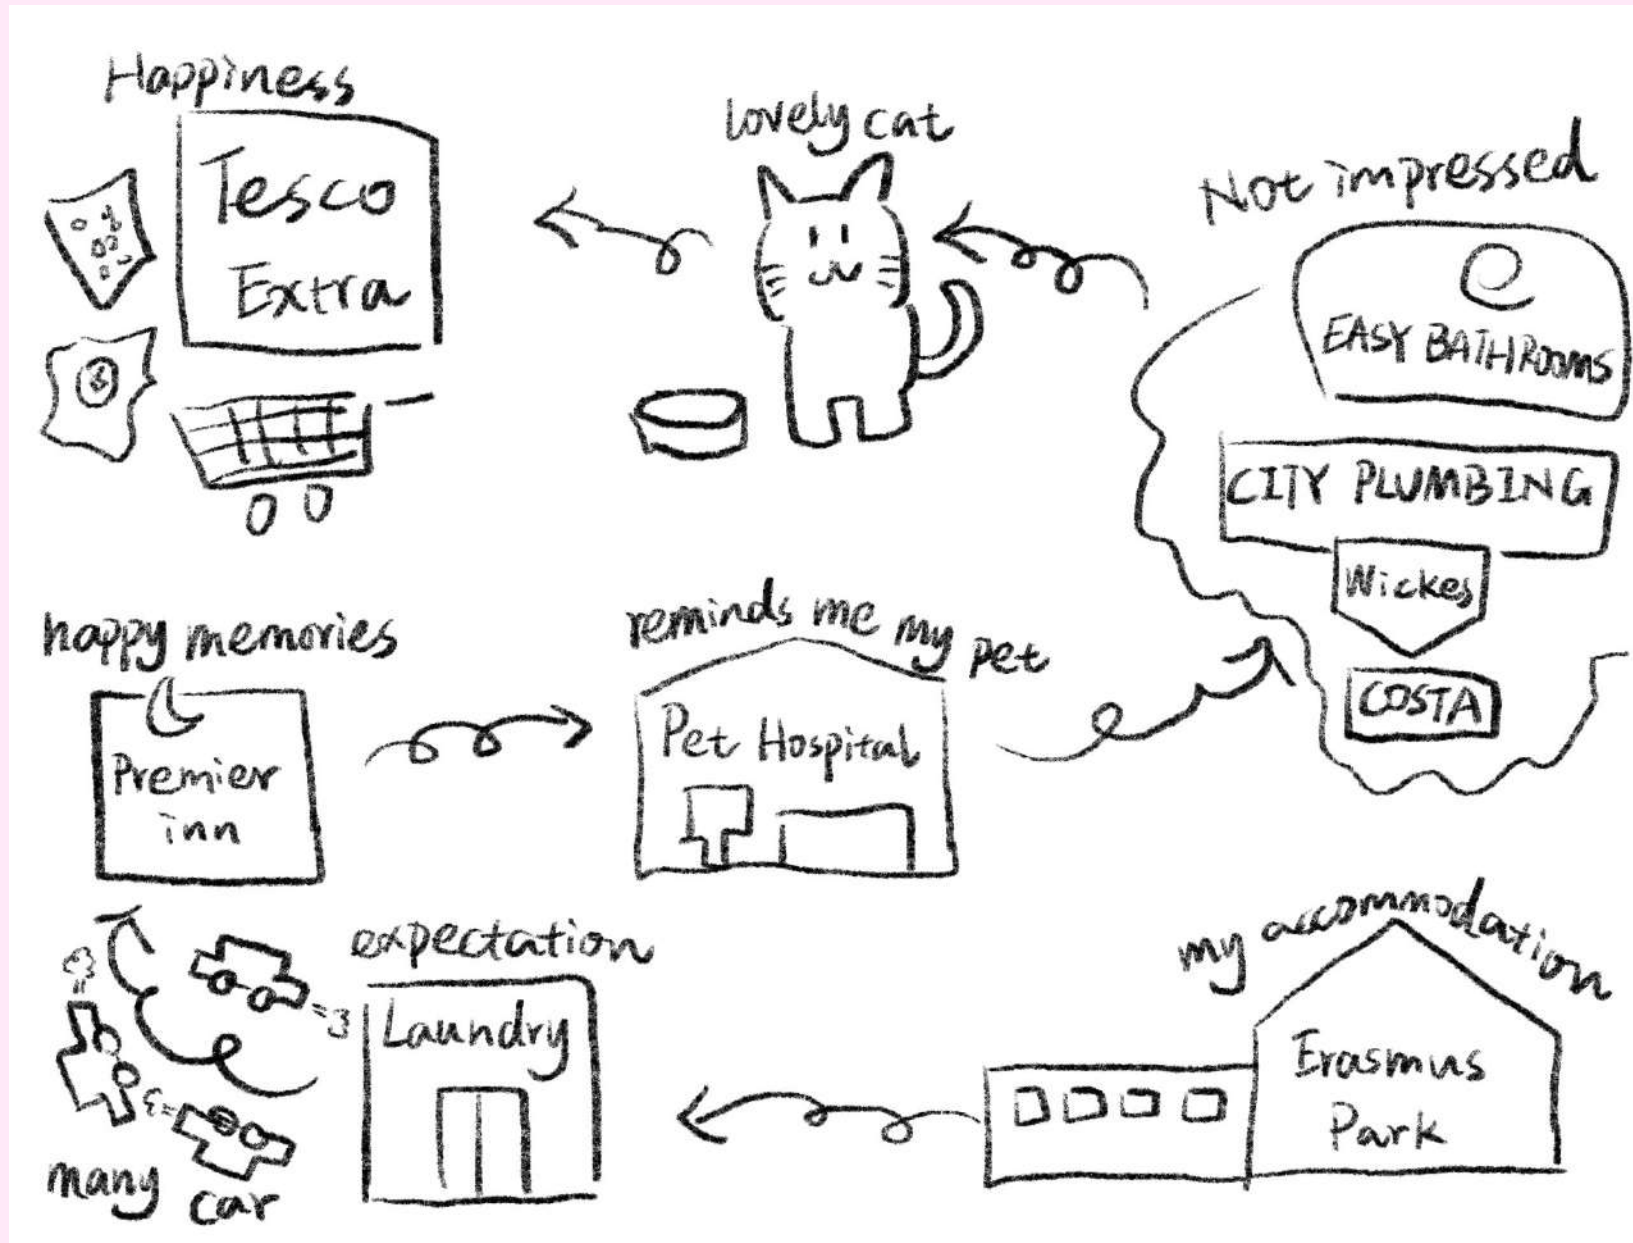 Happiness
Tesco
Extra
lovely cat
Not impressed
EASY BATHROOMS
CITY PLUMBING
Wickes
COSTA
happy memories
Premier
inn
reminds me my pet
Pet Hospital
expectation
Laundry
many car
my accommodation
Erasmus
Park